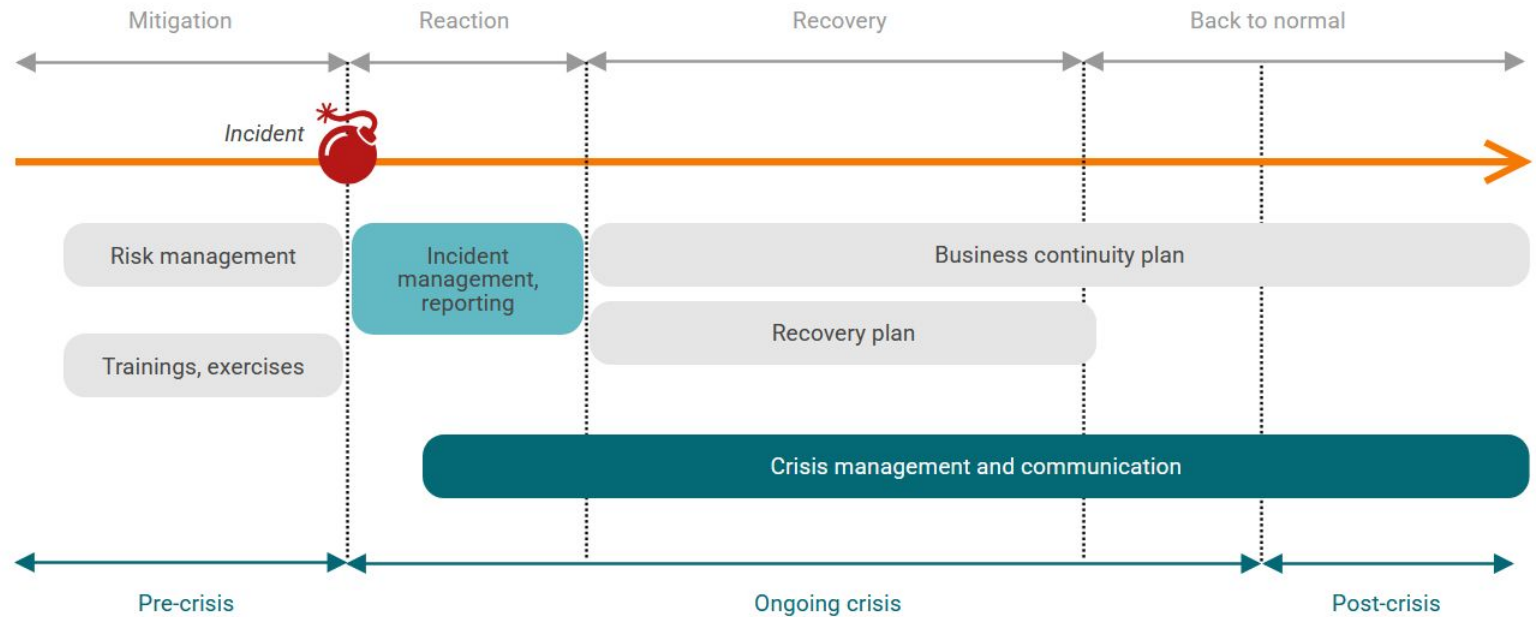 Mitigation
Reaction
Recovery
Back to normal
Incident
Risk management
Incident
management,
reporting
Business continuity plan
Recovery plan
Trainings, exercises
Crisis management and communication
Pre-crisis
Ongoing crisis
Post-crisis